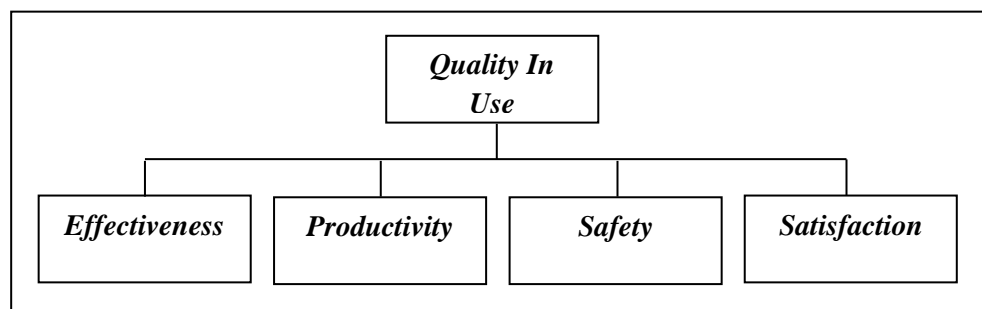 Quality In
Use
Effectiveness
Productivity
Safety
Satisfaction